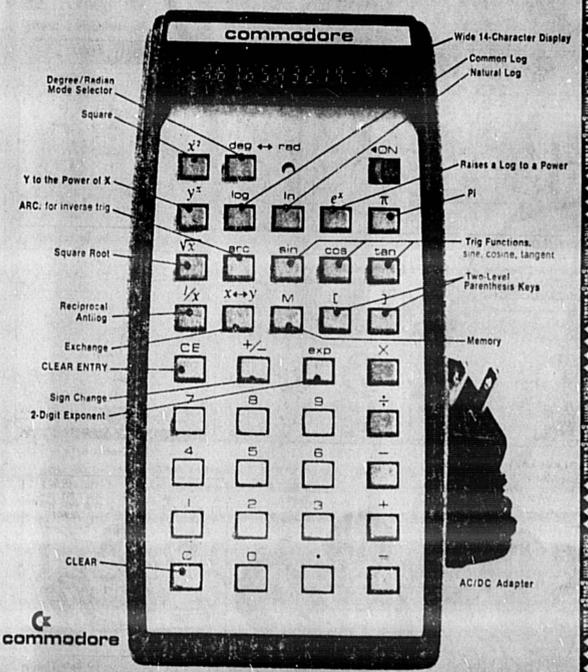 commodore
Wide 14-Character Display
Common Log
Natural Log
Degree/Radian
Mode Selector
Square
x² deg ↔ rad ◄ON
Raises a Log to a Power
Y to the Power of X
yˣ log ln eˣ π
Pi
ARC: for inverse trig
√x arc sin cos tan
Trig Functions.
sine, cosine, tangent
Square Root
Two-Level
Parenthesis Keys
1/x x↔y M [ ]
Reciprocal
Antilog
Memory
Exchange
CE +/− exp X
CLEAR ENTRY
Sign Change
2-Digit Exponent
7 8 9 ÷
4 5 6 −
1 2 3 +
C 0 . =
CLEAR
AC/DC Adapter
commodore